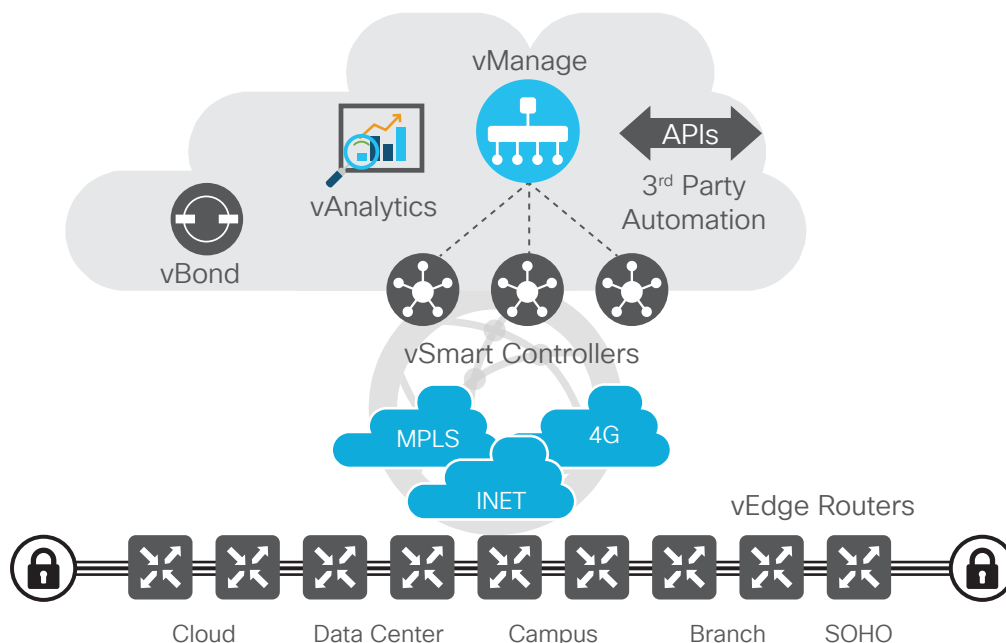 vManage
APIs
3rd Party
Automation
vAnalytics
vBond
vSmart Controllers
MPLS
4G
INET
vEdge Routers
Cloud
Data Center
Campus
Branch
SOHO